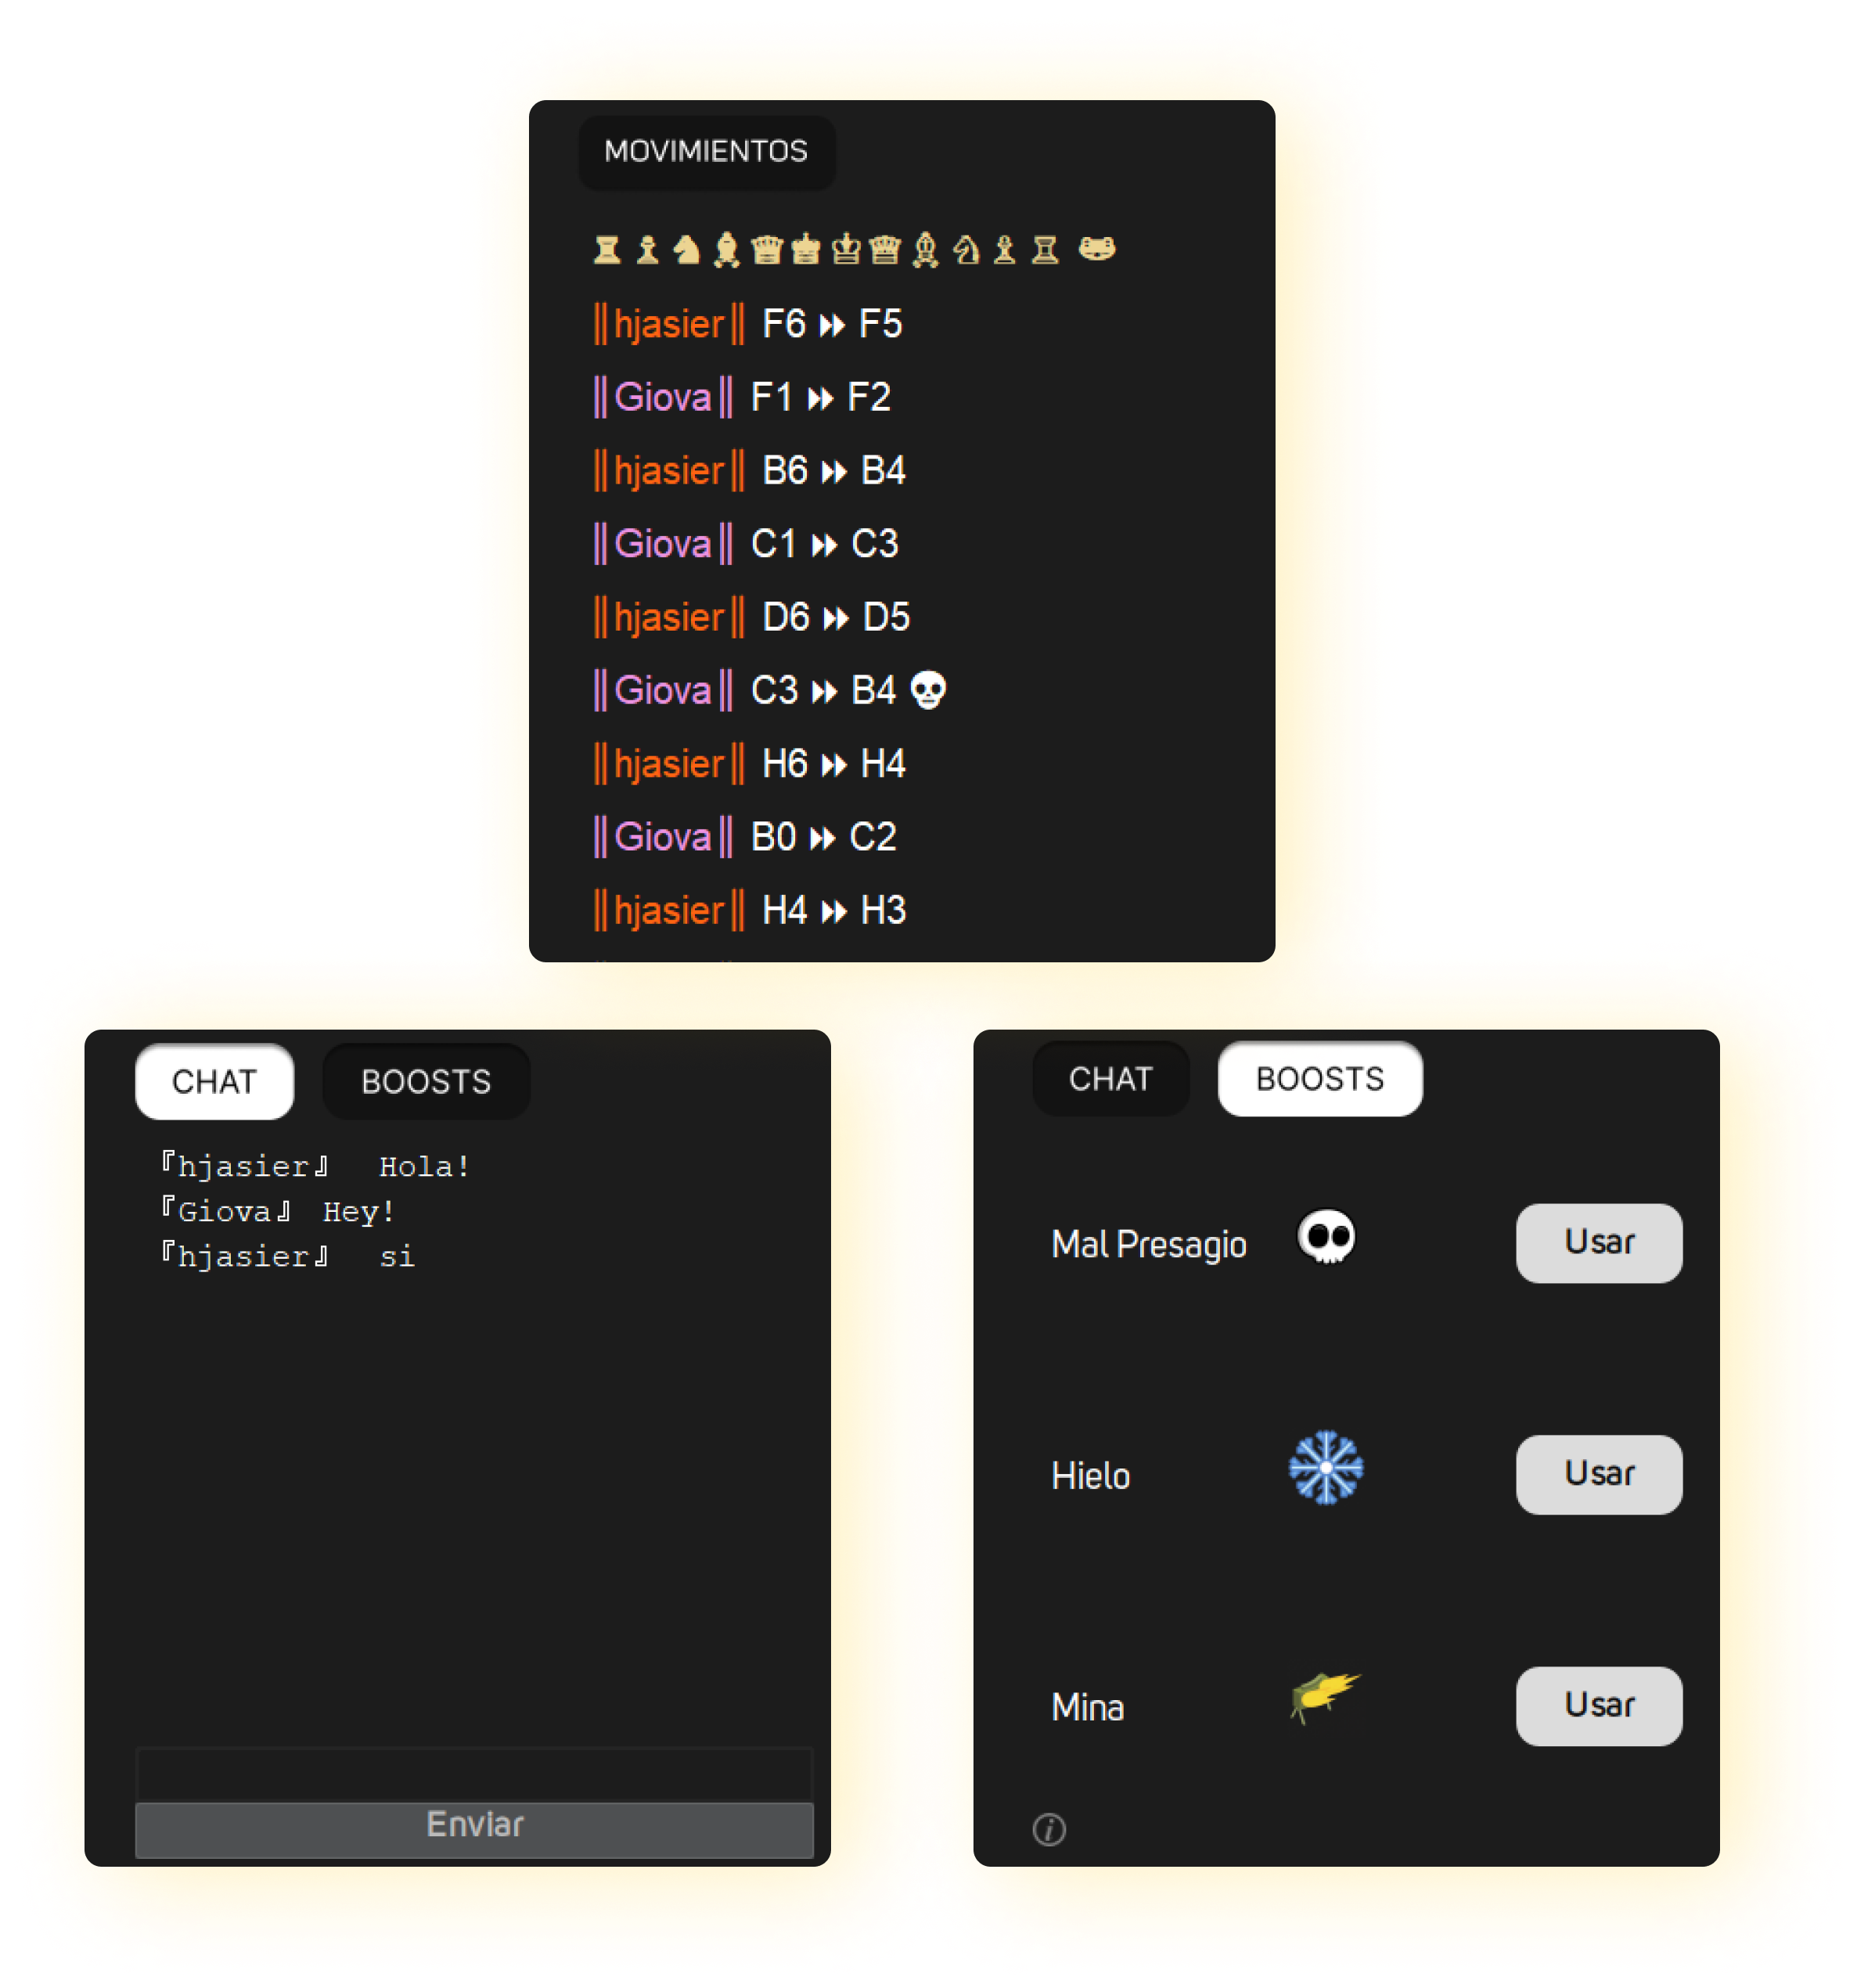 MOVIMIENTOS
♜ ♝ ♞ ♝ ♛ ♚ ♔ ♕ ♗ ♘ ♗ ♖
‖hjasier‖ F6 ⏩ F5
‖Giova‖ F1 ⏩ F2
‖hjasier‖ B6 ⏩ B4
‖Giova‖ C1 ⏩ C3
‖hjasier‖ D6 ⏩ D5
‖Giova‖ C3 ⏩ B4 💀
‖hjasier‖ H6 ⏩ H4
‖Giova‖ B0 ⏩ C2
‖hjasier‖ H4 ⏩ H3
CHAT BOOSTS
『hjasier』 Hola!
『Giova』 Hey!
『hjasier』 si
Enviar
CHAT BOOSTS
Mal Presagio Usar
Hielo Usar
Mina Usar